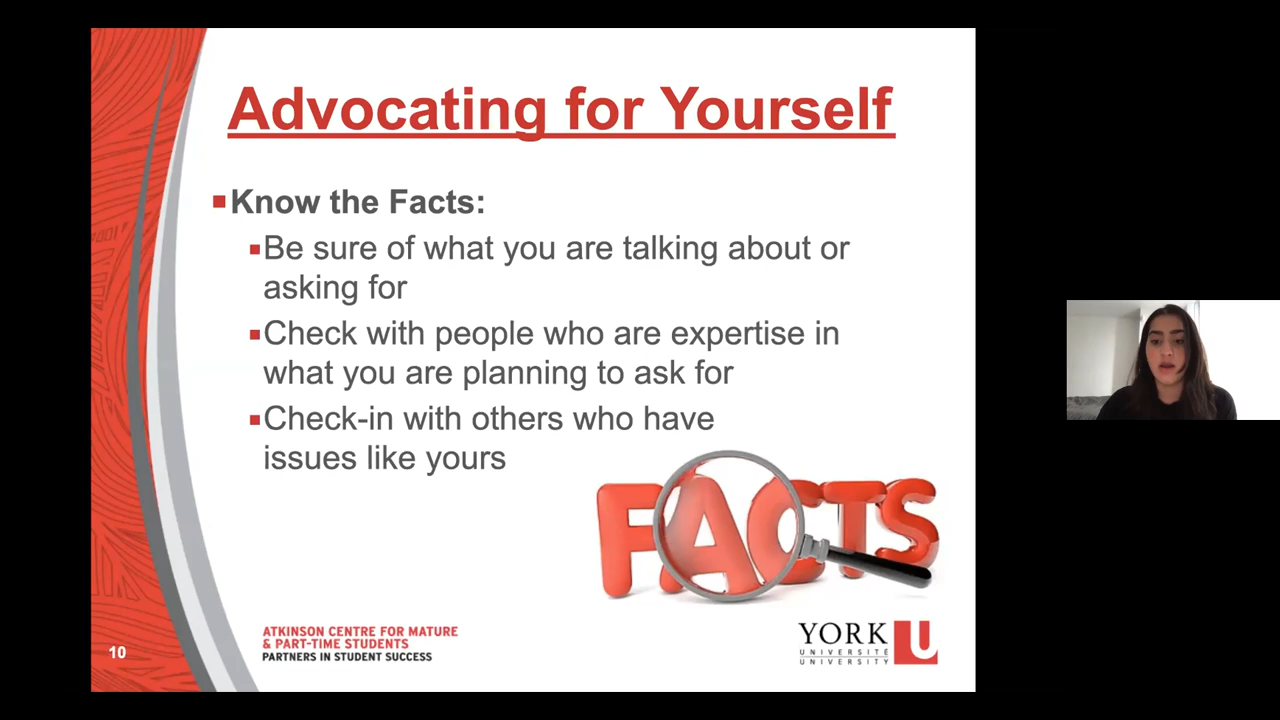 Advocating for Yourself
Know the Facts:
Be sure of what you are talking about or
asking for
Check with people who are expertise in
what you are planning to ask for
Check-in with others who have
issues like yours
FACTS
ATKINSON CENTRE FOR MATURE
& PART-TIME STUDENTS
PARTNERS IN STUDENT SUCCESS
10
YORK U
UNIVERSITÉ
UNIVERSITY